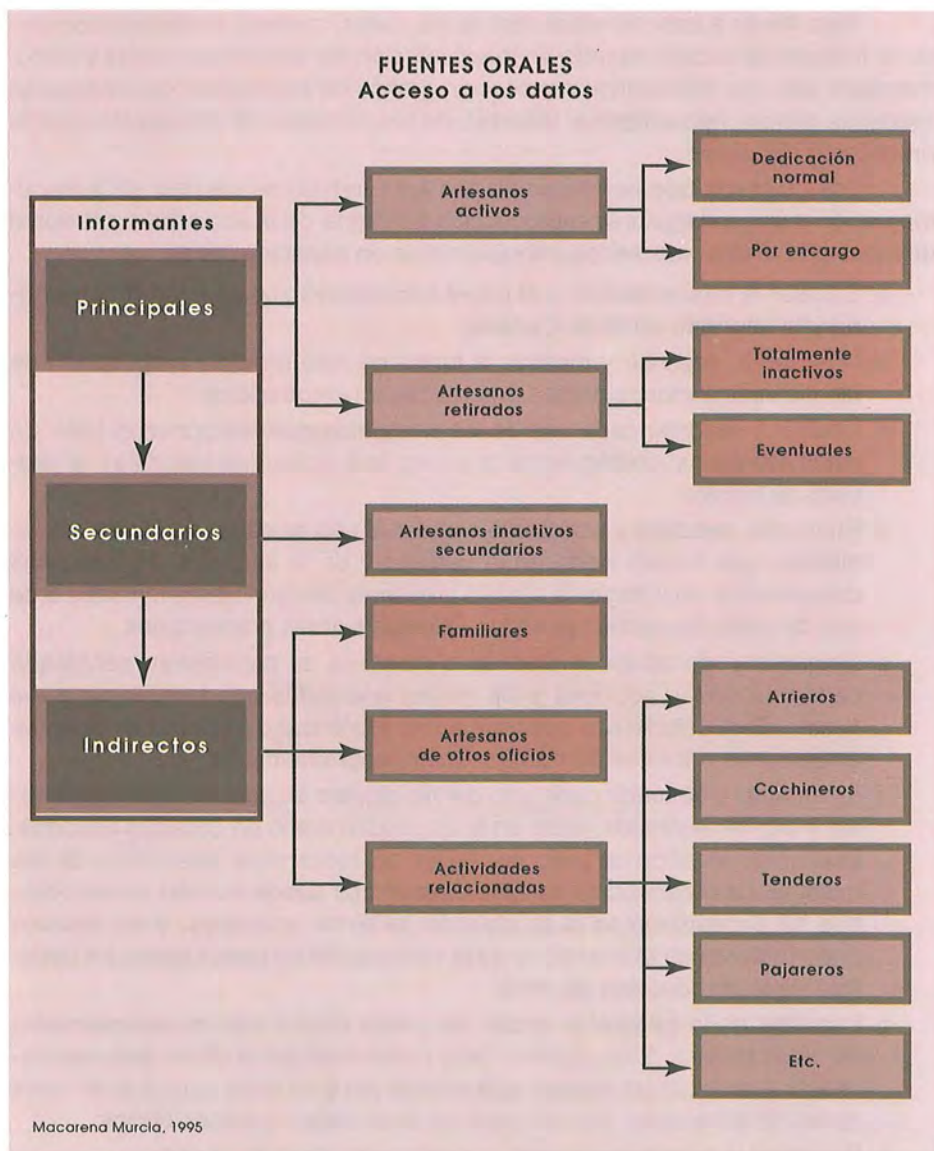 FUENTES ORALES
Acceso a los datos
Informantes
Principales
Secundarios
Indirectos
Artesanos
activos
Dedicación
normal
Por encargo
Artesanos
retirados
Totalmente
inactivos
Eventuales
Artesanos inactivos
secundarios
Familiares
Artesanos
de otros oficios
Actividades
relacionadas
Arrieros
Cochineros
Tenderos
Pajareros
Etc.
Macarena Murcia, 1995